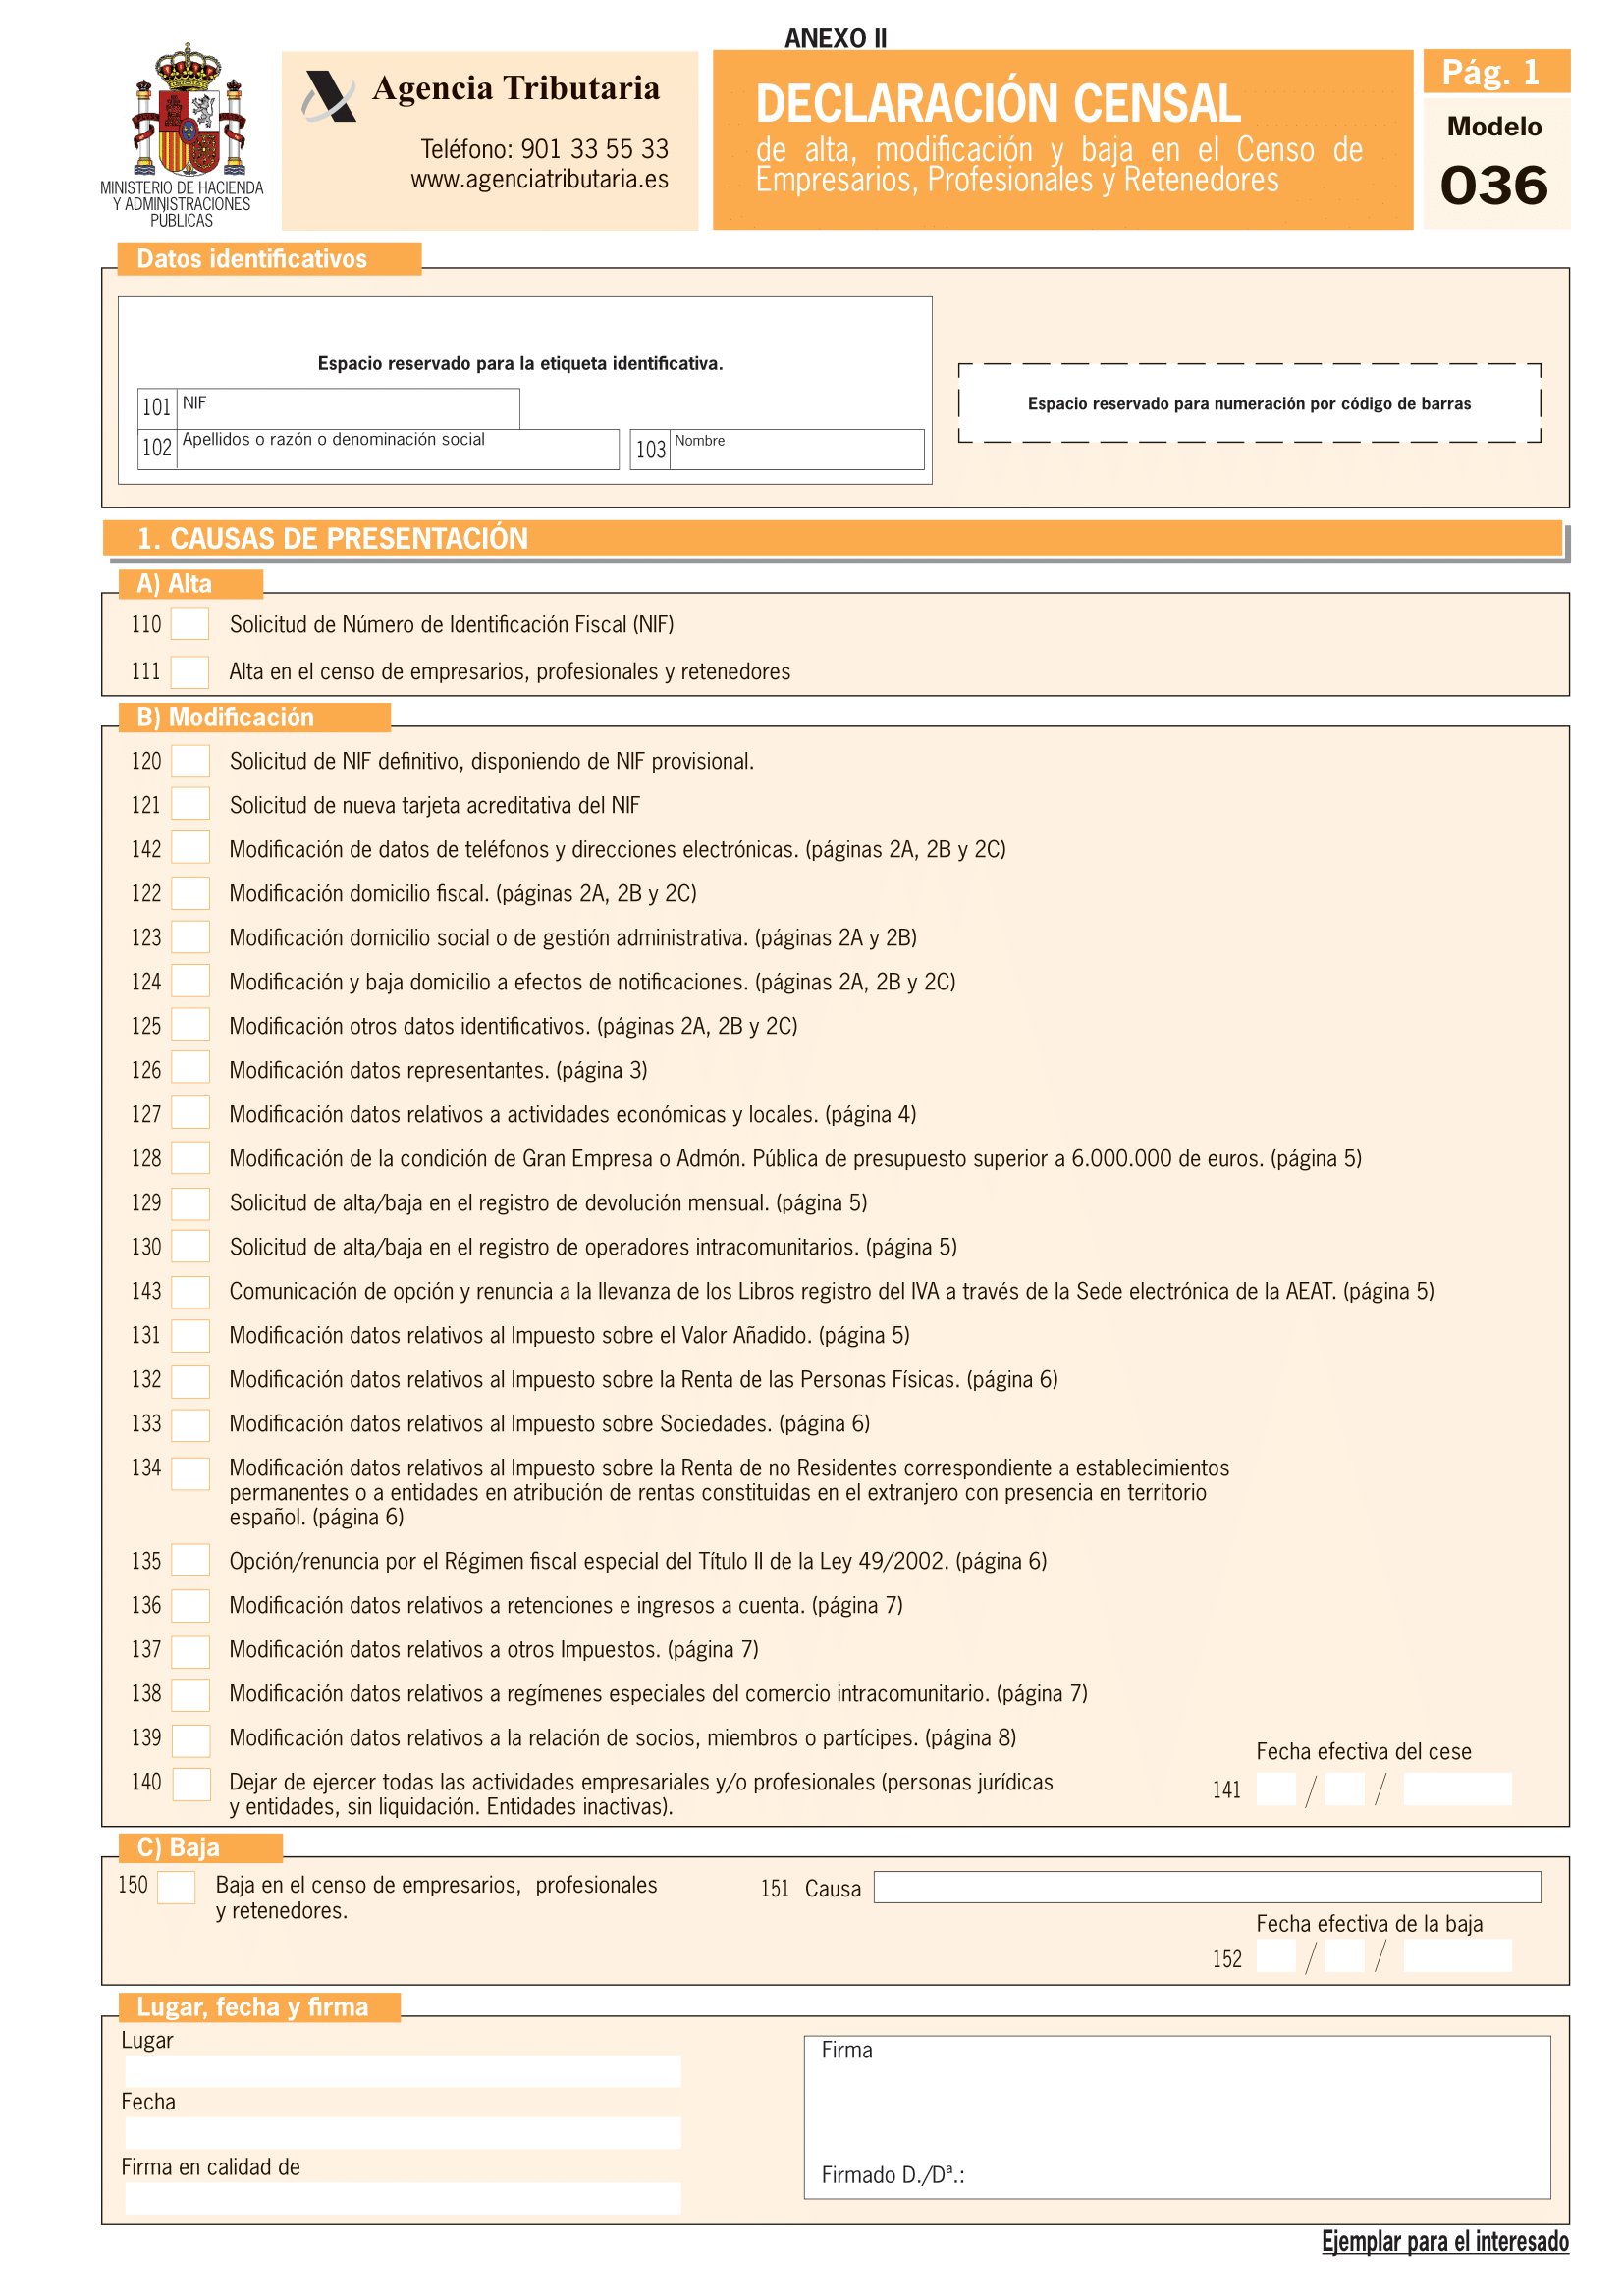 ANEXO II
MINISTERIO DE HACIENDA
Y ADMINISTRACIONES
PÚBLICAS
Agencia Tributaria
Teléfono: 901 33 55 33
www.agenciatributaria.es
DECLARACIÓN CENSAL
de alta, modificación y baja en el Censo de
Empresarios, Profesionales y Retenedores
Pág. 1
Modelo
036
Datos identificativos
Espacio reservado para la etiqueta identificativa.
101 NIF
102 Apellidos o razón o denominación social
103 Nombre
Espacio reservado para numeración por código de barras
1. CAUSAS DE PRESENTACIÓN
A) Alta
110 Solicitud de Número de Identificación Fiscal (NIF)
111 Alta en el censo de empresarios, profesionales y retenedores
B) Modificación
120 Solicitud de NIF definitivo, disponiendo de NIF provisional.
121 Solicitud de nueva tarjeta acreditativa del NIF
142 Modificación de datos de teléfonos y direcciones electrónicas. (páginas 2A, 2B y 2C)
122 Modificación domicilio fiscal. (páginas 2A, 2B y 2C)
123 Modificación domicilio social o de gestión administrativa. (páginas 2A y 2B)
124 Modificación y baja domicilio a efectos de notificaciones. (páginas 2A, 2B y 2C)
125 Modificación otros datos identificativos. (páginas 2A, 2B y 2C)
126 Modificación datos representantes. (página 3)
127 Modificación datos relativos a actividades económicas y locales. (página 4)
128 Modificación de la condición de Gran Empresa o Admón. Pública de presupuesto superior a 6.000.000 de euros. (página 5)
129 Solicitud de alta/baja en el registro de devolución mensual. (página 5)
130 Solicitud de alta/baja en el registro de operadores intracomunitarios. (página 5)
143 Comunicación de opción y renuncia a la llevanza de los Libros registro del IVA a través de la Sede electrónica de la AEAT. (página 5)
131 Modificación datos relativos al Impuesto sobre el Valor Añadido. (página 5)
132 Modificación datos relativos al Impuesto sobre la Renta de las Personas Físicas. (página 6)
133 Modificación datos relativos al Impuesto sobre Sociedades. (página 6)
134 Modificación datos relativos al Impuesto sobre la Renta de no Residentes correspondiente a establecimientos
permanentes o a entidades en atribución de rentas constituidas en el extranjero con presencia en territorio
español. (página 6)
135 Opción/renuncia por el Régimen fiscal especial del Título II de la Ley 49/2002. (página 6)
136 Modificación datos relativos a retenciones e ingresos a cuenta. (página 7)
137 Modificación datos relativos a otros Impuestos. (página 7)
138 Modificación datos relativos a regímenes especiales del comercio intracomunitario. (página 7)
139 Modificación datos relativos a la relación de socios, miembros o partícipes. (página 8)
140 Dejar de ejercer todas las actividades empresariales y/o profesionales (personas jurídicas
y entidades, sin liquidación. Entidades inactivas).
Fecha efectiva del cese
141 / /
C) Baja
150 Baja en el censo de empresarios, profesionales
y retenedores.
151 Causa
Fecha efectiva de la baja
152 / /
Lugar, fecha y firma
Lugar
Fecha
Firma en calidad de
Firma
Firmado D./Dª.:
Ejemplar para el interesado